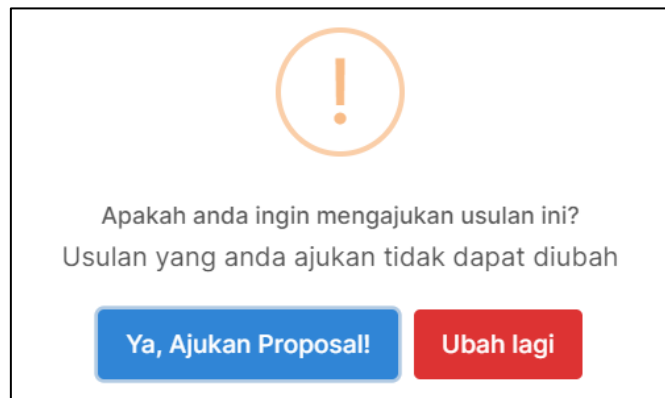 Apakah anda ingin mengajukan usulan ini?
Usulan yang anda ajukan tidak dapat diubah
Ya, Ajukan Proposal! Ubah lagi